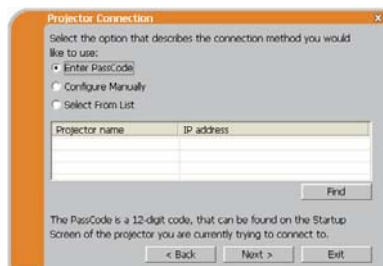 Projector Connection
x
Select the option that describes the connection method you would
like to use:
Enter PassCode
Configure Manually
Select From List
Projector name IP address
Find
The PassCode is a 12-digit code, that can be found on the Startup
Screen of the projector you are currently trying to connect to.
< Back Next > Exit